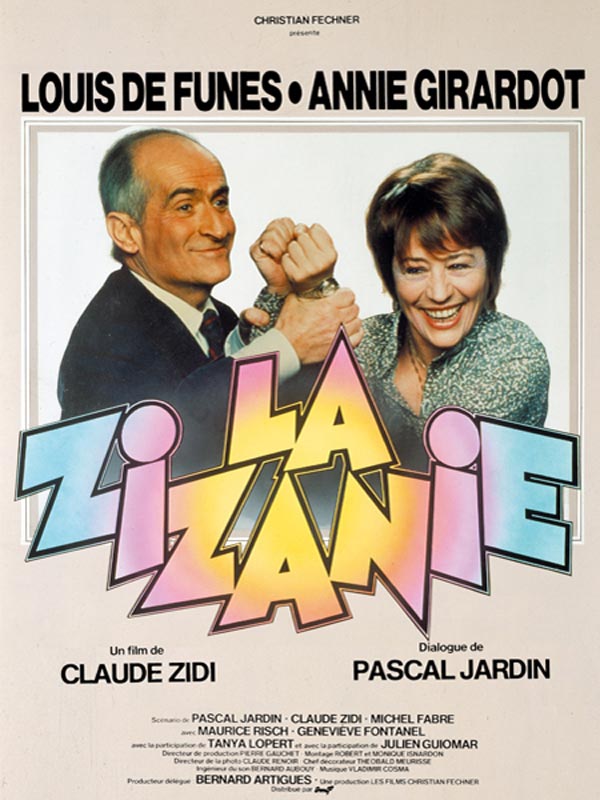 CHRISTIAN FECHNER
présente
LOUIS DE FUNES • ANNIE GIRARDOT
LA
ZIZANIE
Un film de
CLAUDE ZIDI
Dialogue de
PASCAL JARDIN
Scénario de PASCAL JARDIN · CLAUDE ZIDI · MICHEL FABRE
avec MAURICE RISCH · GENEVIÈVE FONTANEL
avec la participation de TANYA LOPERT et avec la participation de JULIEN GUIOMAR
Directeur de production PIERRE GAUCHET · Montage ROBERT et MONIQUE ISNARDON
Directeur de la photo CLAUDE RENOIR · Chef décorateur THEOBALD MEURISSE
Ingénieur du son BERNARD AUBOUY · Musique VLADIMIR COSMA
Producteur délégué : BERNARD ARTIGUES * Une production LES FILMS CHRISTIAN FECHNER
Distribué par